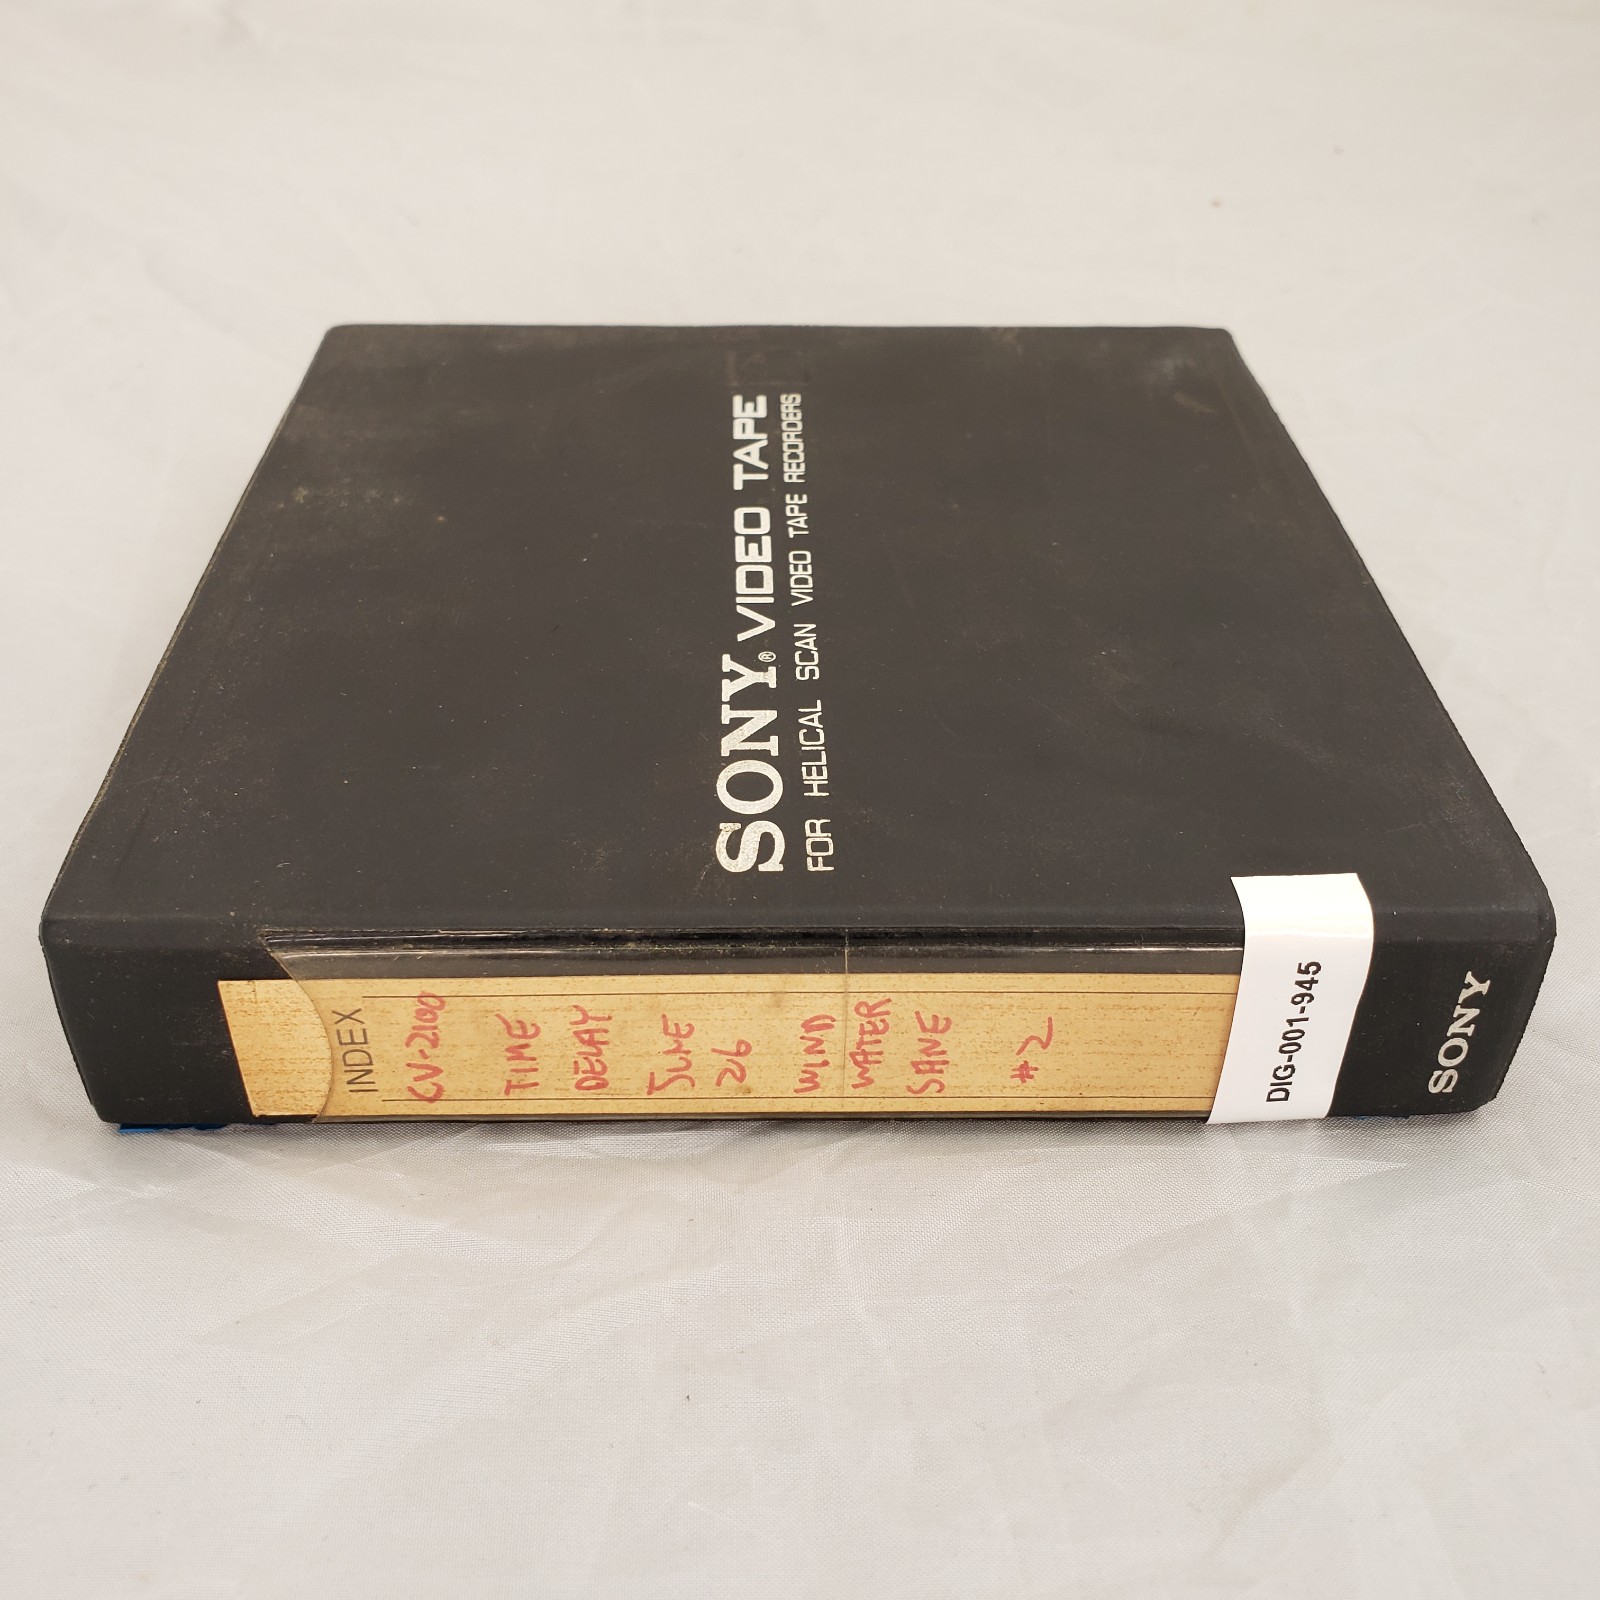 SONY® VIDEO TAPE
FOR HELICAL SCAN VIDEO TAPE RECORDERS
INDEX
CV-2100
TIME
DELAY
JUNE
26
WIND
WATER
SANE
#2
DIG-001-945
SONY